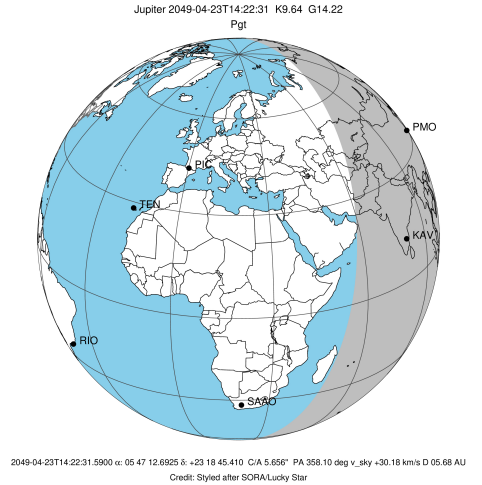 Jupiter 2049-04-23T14:22:31 K9.64 G14.22
Pgt
PMO
PIC
TEN
KAV
RIO
SAAO
2049-04-23T14:22:31.5900 α: 05 47 12.6925 δ: +23 18 45.410 C/A 5.656" PA 358.10 deg v_sky +30.18 km/s D 05.68 AU
Credit: Styled after SORA/Lucky Star